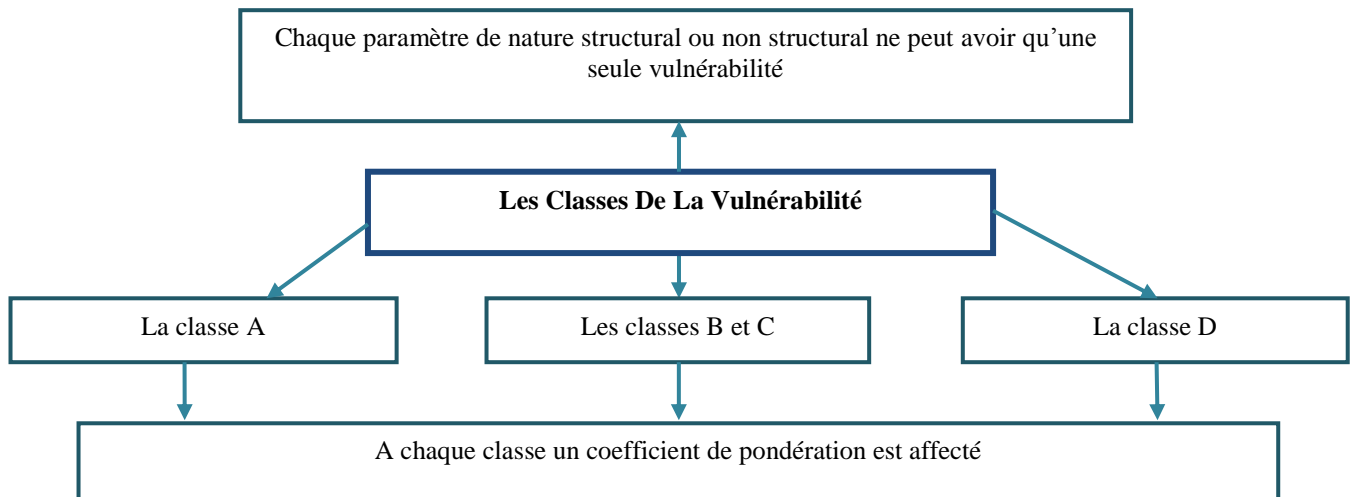 Chaque paramètre de nature structural ou non structural ne peut avoir qu’une
seule vulnérabilité
Les Classes De La Vulnérabilité
La classe A
Les classes B et C
La classe D
A chaque classe un coefficient de pondération est affecté